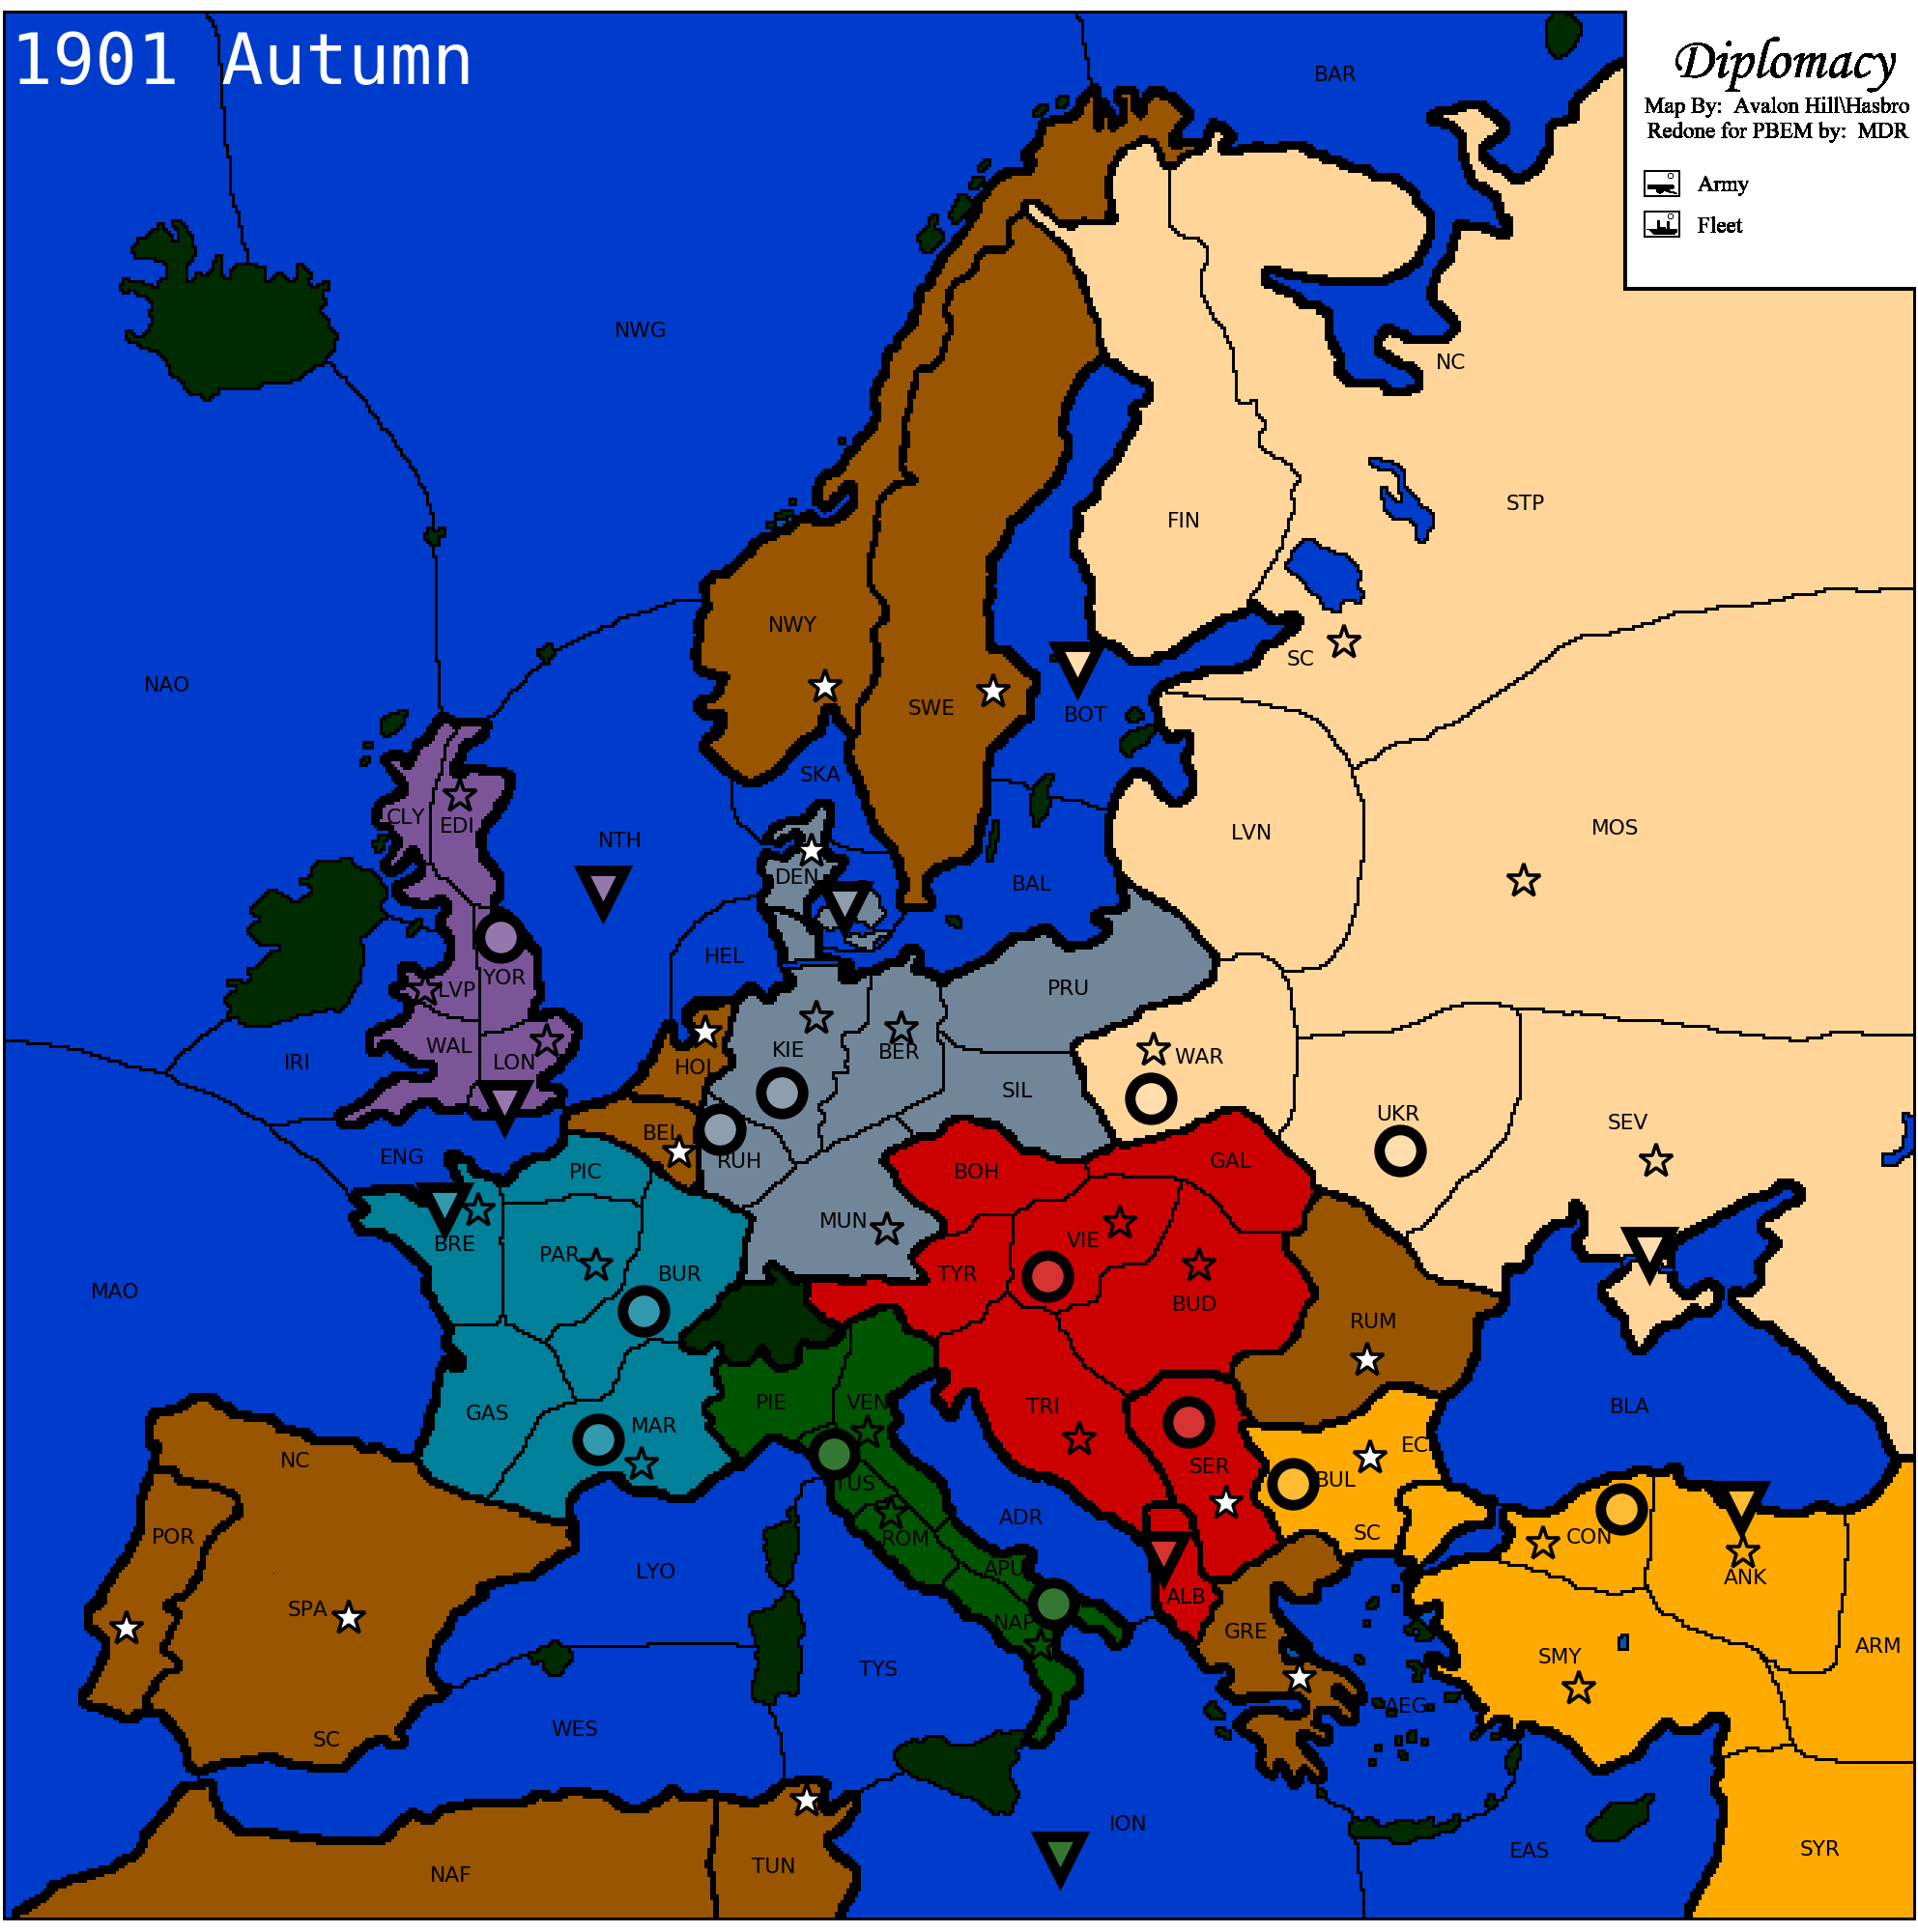 1901 Autumn
Diplomacy
Map By: Avalon Hill\Hasbro
Redone for PBEM by: MDR
Army
Fleet
BAR
NWG
NC
STP
FIN
NWY
SC
NAO
SWE
BOT
SKA
CLY
EDI
NTH
LVN
MOS
DEN
BAL
HEL
YOR
LVP
PRU
WAL
LON
IRI
HOL
KIE
BER
SIL
WAR
UKR
SEV
BEL
ENG
PIC
RUH
BOH
GAL
MUN
BRE
PAR
BUR
VIE
TYR
MAO
BUD
RUM
GAS
MAR
PIE
VEN
TRI
BLA
NC
SER
EC
BUL
TUS
POR
ROM
ADR
SC
CON
LYO
APU
ANK
SPA
ALB
NAP
GRE
ARM
SMY
TYS
AEG
SC
WES
ION
EAS
SYR
NAF
TUN